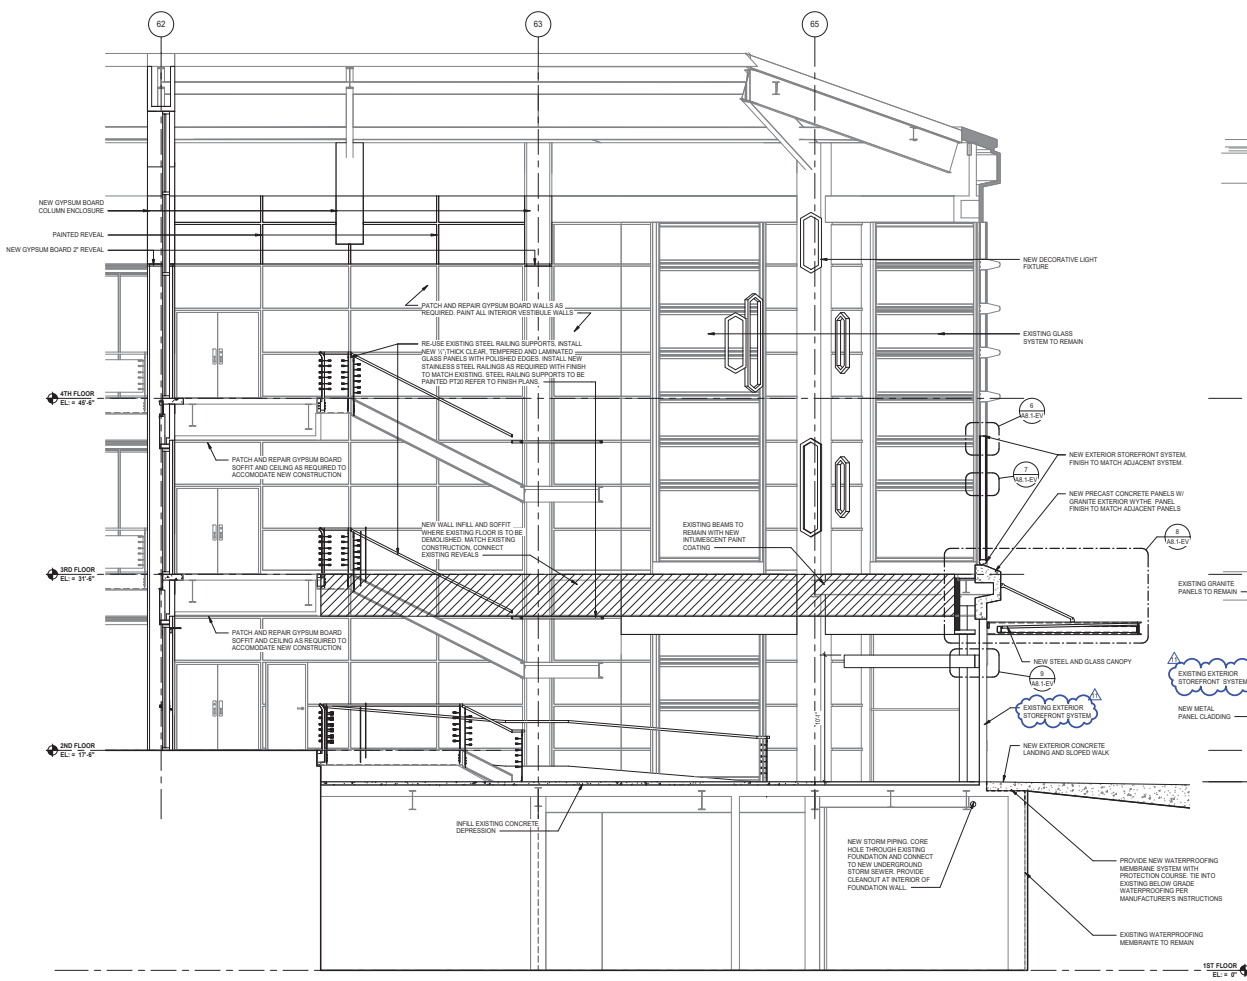 62
63
65
NEW GYPSUM BOARD
COLUMN ENCLOSURE
PAINTED REVEAL
NEW GYPSUM BOARD 2" REVEAL
NEW DECORATIVE LIGHT
FIXTURE
PATCH AND REPAIR GYPSUM BOARD WALLS AS
REQUIRED. PAINT ALL INTERIOR VESTIBULE WALLS
EXISTING GLASS
SYSTEM TO REMAIN
RE-USE EXISTING STEEL RAILING SUPPORTS, INSTALL
THICK CLEAR, TEMPERED AND LAMINATED
GLASS PANELS WITH POLISHED EDGES. INSTALL NEW
STAINLESS STEEL RAILINGS AS REQUIRED WITH FINISH
TO MATCH EXISTING. STEEL RAILING SUPPORTS TO BE
PAINTED PT20 REFER TO FINISH PLANS.
4TH FLOOR
EL: = 45'-6"
6
A8.1-EV
PATCH AND REPAIR GYPSUM BOARD
SOFFIT AND CEILING AS REQUIRED TO
ACCOMODATE NEW CONSTRUCTION
NEW EXTERIOR STOREFRONT SYSTEM,
FINISH TO MATCH ADJACENT SYSTEM.
7
A8.1-EV
NEW PRECAST CONCRETE PANELS W/
GRANITE EXTERIOR WYTHE PANEL
FINISH TO MATCH ADJACENT PANELS
NEW WALL INFILL AND SOFFIT
WHERE EXISTING FLOOR IS TO BE
DEMOLISHED. MATCH EXISTING
CONSTRUCTION, CONNECT
EXISTING REVEALS
EXISTING BEAMS TO
REMAIN WITH NEW
INTUMESCENT PAINT
COATING
8
A8.1-EV
3RD FLOOR
EL: = 31'-6"
EXISTING GRANITE
PANELS TO REMAIN
PATCH AND REPAIR GYPSUM BOARD
SOFFIT AND CEILING AS REQUIRED TO
ACCOMODATE NEW CONSTRUCTION
NEW STEEL AND GLASS CANOPY
9
A8.1-EV
11
EXISTING EXTERIOR
STOREFRONT SYSTEM
11
EXISTING EXTERIOR
STOREFRONT SYSTEM
NEW METAL
PANEL CLADDING
2ND FLOOR
EL: = 17'-6"
NEW EXTERIOR CONCRETE
LANDING AND SLOPED WALK
INFILL EXISTING CONCRETE
DEPRESSION
NEW STORM PIPING. CORE
HOLE THROUGH EXISTING
FOUNDATION AND CONNECT
TO NEW UNDERGROUND
STORM SEWER. PROVIDE
CLEANOUT AT INTERIOR OF
FOUNDATION WALL.
PROVIDE NEW WATERPROOFING
MEMBRANE SYSTEM WITH
PROTECTION COURSE. TIE INTO
EXISTING BELOW GRADE
WATERPROOFING PER
MANUFACTURER'S INSTRUCTIONS
EXISTING WATERPROOFING
MEMBRANTE TO REMAIN
1ST FLOOR
EL: = 0"